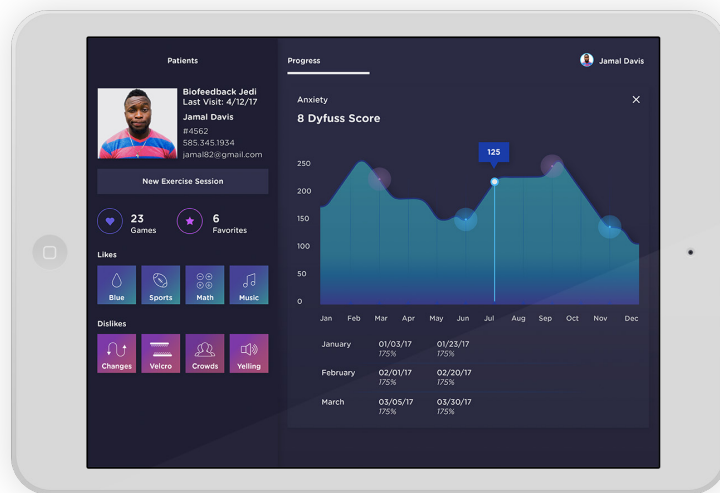 Patients
Biofeedback Jedi
Last Visit: 4/12/17
Jamal Davis
#4562
585.345.1934
jamal82@gmail.com
New Exercise Session
23
Games
6
Favorites
Likes
Blue
Sports
Math
Music
Dislikes
Changes
Velcro
Crowds
Yelling
Progress
Jamal Davis
Anxiety
8 Dyfuss Score
125
250
200
150
100
50
0
Jan Feb Mar Apr May Jun Jul Aug Sep Oct Nov Dec
January 01/03/17 01/23/17
175% 175%
February 02/01/17 02/20/17
175% 175%
March 03/05/17 03/30/17
175% 175%